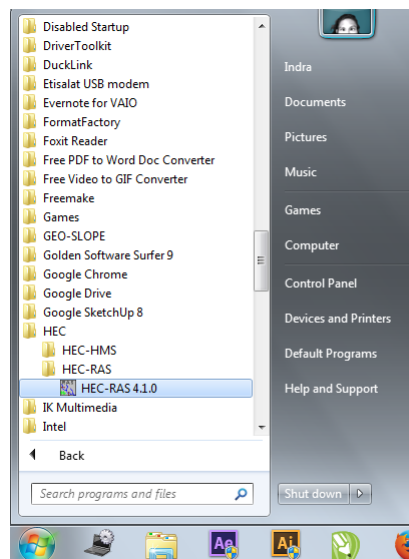 Disabled Startup
DriverToolkit
DuckLink
Etisalat USB modem
Evernote for VAIO
FormatFactory
Foxit Reader
Free PDF to Word Doc Converter
Free Video to GIF Converter
Freemake
Games
GEO-SLOPE
Golden Software Surfer 9
Google Chrome
Google Drive
Google SketchUp 8
HEC
HEC-HMS
HEC-RAS
HEC-RAS 4.1.0
IK Multimedia
Intel
Back
Search programs and files
Indra
Documents
Pictures
Music
Games
Computer
Control Panel
Devices and Printers
Default Programs
Help and Support
Shut down
Ae
Ai